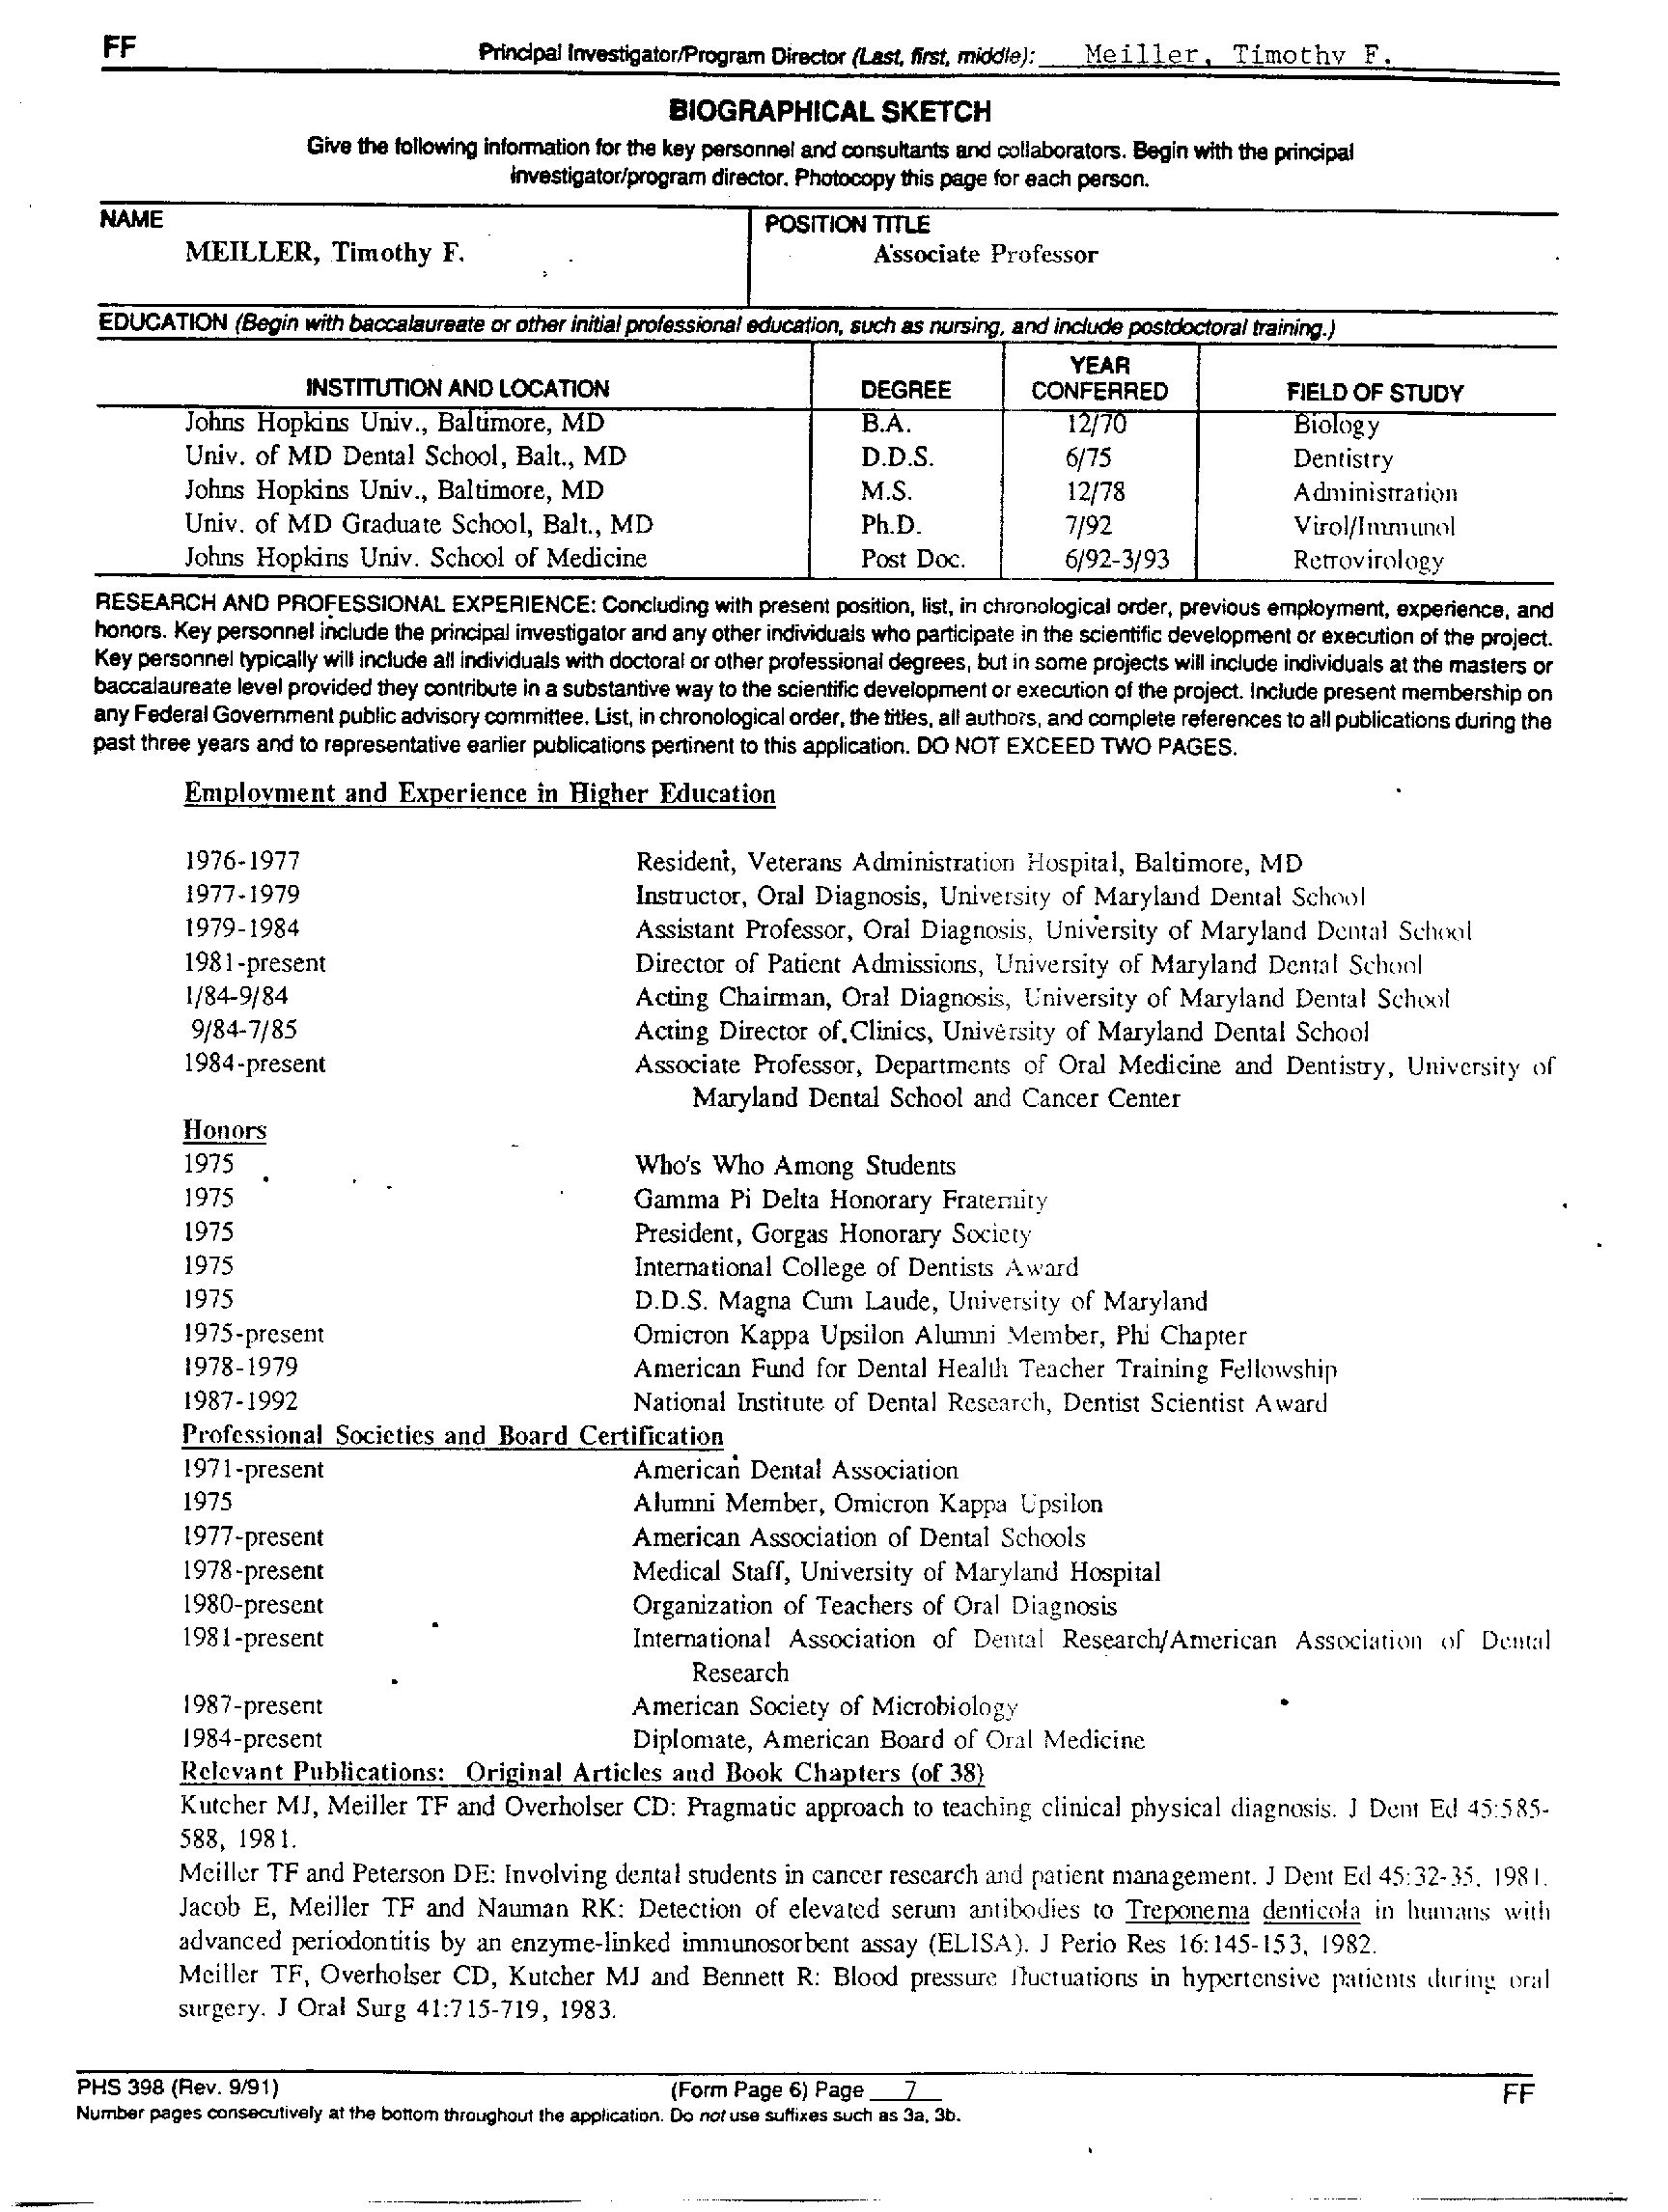 FF
Principal Investigator/Program Director (Last, first, middle): Meiller, Timothy F.
BIOGRAPHICAL SKETCH
Give the following information for the key personnel and consultants and collaborators. Begin with the principal
investigator/program director. Photocopy this page for each person.
NAME
MEILLER, Timothy F.
POSITION TITLE
Associate Professor
EDUCATION (Begin with baccalaureate or other initial professional education, such as nursing, and include postdoctoral training.)
INSTITUTION AND LOCATION DEGREE YEAR CONFERRED FIELD OF STUDY
Johns Hopkins Univ., Baltimore, MD B.A. 12/70 Biology
Univ. of MD Dental School, Balt., MD D.D.S. 6/75 Dentistry
Johns Hopkins Univ., Baltimore, MD M.S. 12/78 Administration
Univ. of MD Graduate School, Balt., MD Ph.D. 7/92 Virol/Immunol
Johns Hopkins Univ. School of Medicine Post Doc. 6/92-3/93 Retrovirology
RESEARCH AND PROFESSIONAL EXPERIENCE: Concluding with present position, list, in chronological order, previous employment, experience, and
honors. Key personnel include the principal investigator and any other individuals who participate in the scientific development or execution of the project.
Key personnel typically will include all individuals with doctoral or other professional degrees, but in some projects will include individuals at the masters or
baccalaureate level provided they contribute in a substantive way to the scientific development or execution of the project. Include present membership on
any Federal Government public advisory committee. List, in chronological order, the titles, all authors, and complete references to all publications during the
past three years and to representative earlier publications pertinent to this application. DO NOT EXCEED TWO PAGES.
Employment and Experience in Higher Education
1976-1977 Resident, Veterans Administration Hospital, Baltimore, MD
1977-1979 Instructor, Oral Diagnosis, University of Maryland Dental School
1979-1984 Assistant Professor, Oral Diagnosis, University of Maryland Dental School
1981-present Director of Patient Admissions, University of Maryland Dental School
1/84-9/84 Acting Chairman, Oral Diagnosis, University of Maryland Dental School
9/84-7/85 Acting Director of Clinics, University of Maryland Dental School
1984-present Associate Professor, Departments of Oral Medicine and Dentistry, University of
Maryland Dental School and Cancer Center
Honors
1975 Who's Who Among Students
1975 Gamma Pi Delta Honorary Fraternity
1975 President, Gorgas Honorary Society
1975 International College of Dentists Award
1975 D.D.S. Magna Cum Laude, University of Maryland
1975-present Omicron Kappa Upsilon Alumni Member, Phi Chapter
1978-1979 American Fund for Dental Health Teacher Training Fellowship
1987-1992 National Institute of Dental Research, Dentist Scientist Award
Professional Societies and Board Certification
1971-present American Dental Association
1975 Alumni Member, Omicron Kappa Upsilon
1977-present American Association of Dental Schools
1978-present Medical Staff, University of Maryland Hospital
1980-present Organization of Teachers of Oral Diagnosis
1981-present International Association of Dental Research/American Association of Dental
Research
1987-present American Society of Microbiology
1984-present Diplomate, American Board of Oral Medicine
Relevant Publications: Original Articles and Book Chapters (of 38)
Kutcher MJ, Meiller TF and Overholser CD: Pragmatic approach to teaching clinical physical diagnosis. J Dent Ed 45:585-
588, 1981.
Meiller TF and Peterson DE: Involving dental students in cancer research and patient management. J Dent Ed 45:32-35, 1981.
Jacob E, Meiller TF and Nauman RK: Detection of elevated serum antibodies to Treponema denticola in humans with
advanced periodontitis by an enzyme-linked immunosorbent assay (ELISA). J Perio Res 16:145-153, 1982.
Meiller TF, Overholser CD, Kutcher MJ and Bennett R: Blood pressure fluctuations in hypertensive patients during oral
surgery. J Oral Surg 41:715-719, 1983.
PHS 398 (Rev. 9/91) (Form Page 6) Page 7 FF
Number pages consecutively at the bottom throughout the application. Do not use suffixes such as 3a, 3b.